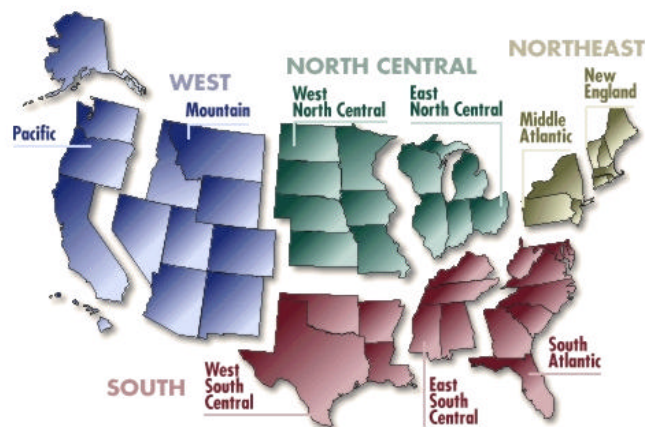 NORTHEAST
NORTH CENTRAL
WEST
New
England
West
North Central
East
North Central
Mountain
Middle
Atlantic
Pacific
South
Atlantic
West
South
Central
SOUTH
East
South
Central